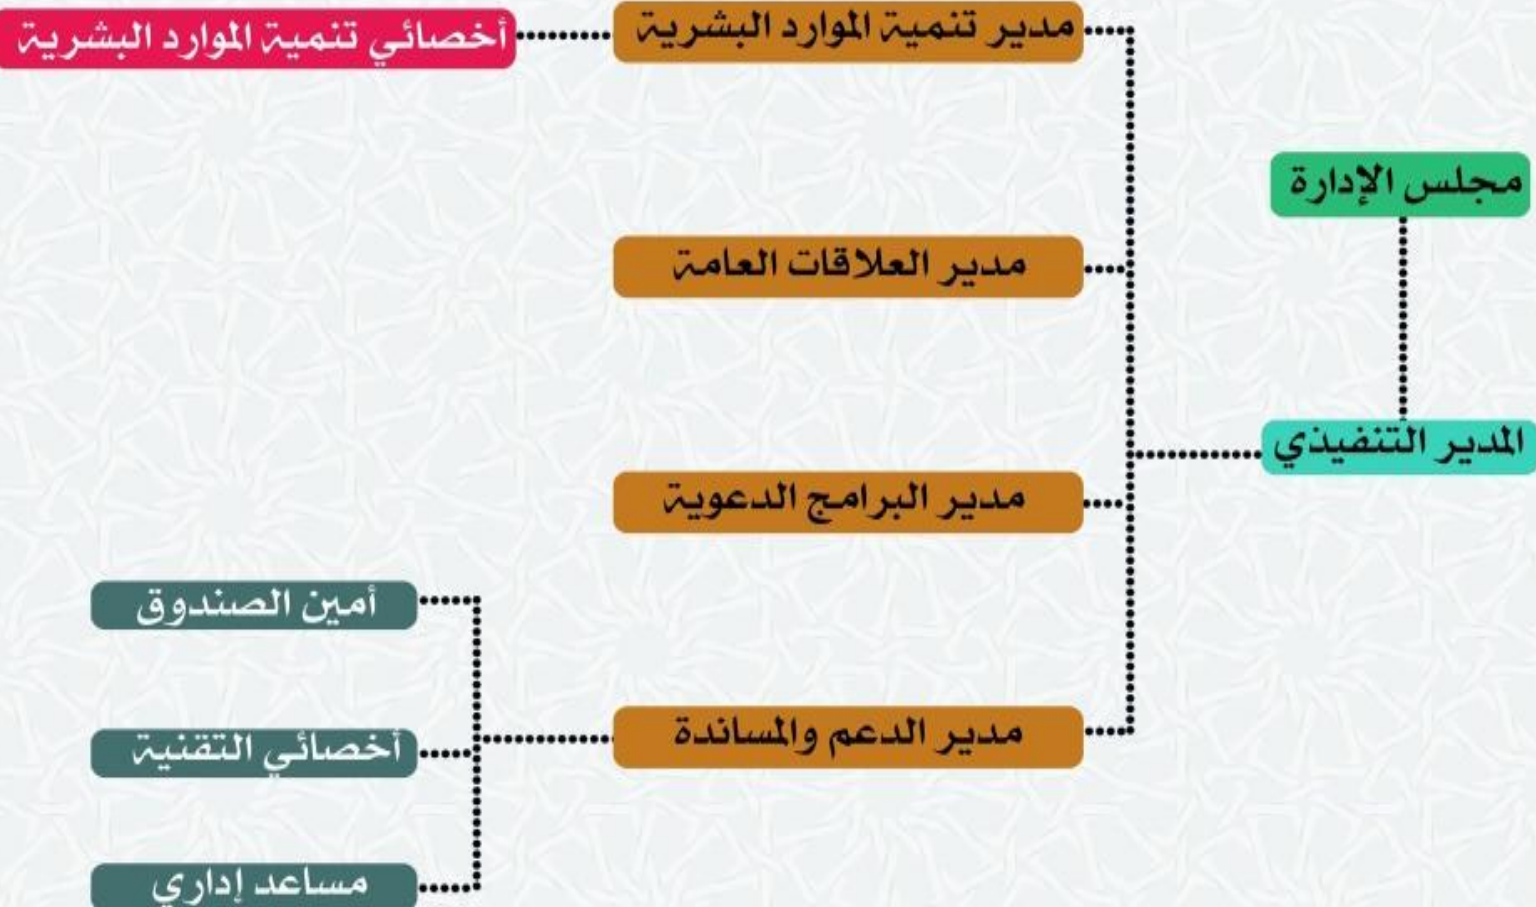 مجلس الإدارة
المدير التنفيذي
مدير تنمية الموارد البشرية
أخصائي تنمية الموارد البشرية
مدير العلاقات العامة
مدير البرامج الدعوية
مدير الدعم والمساندة
أمين الصندوق
أخصائي التقنية
مساعد إداري